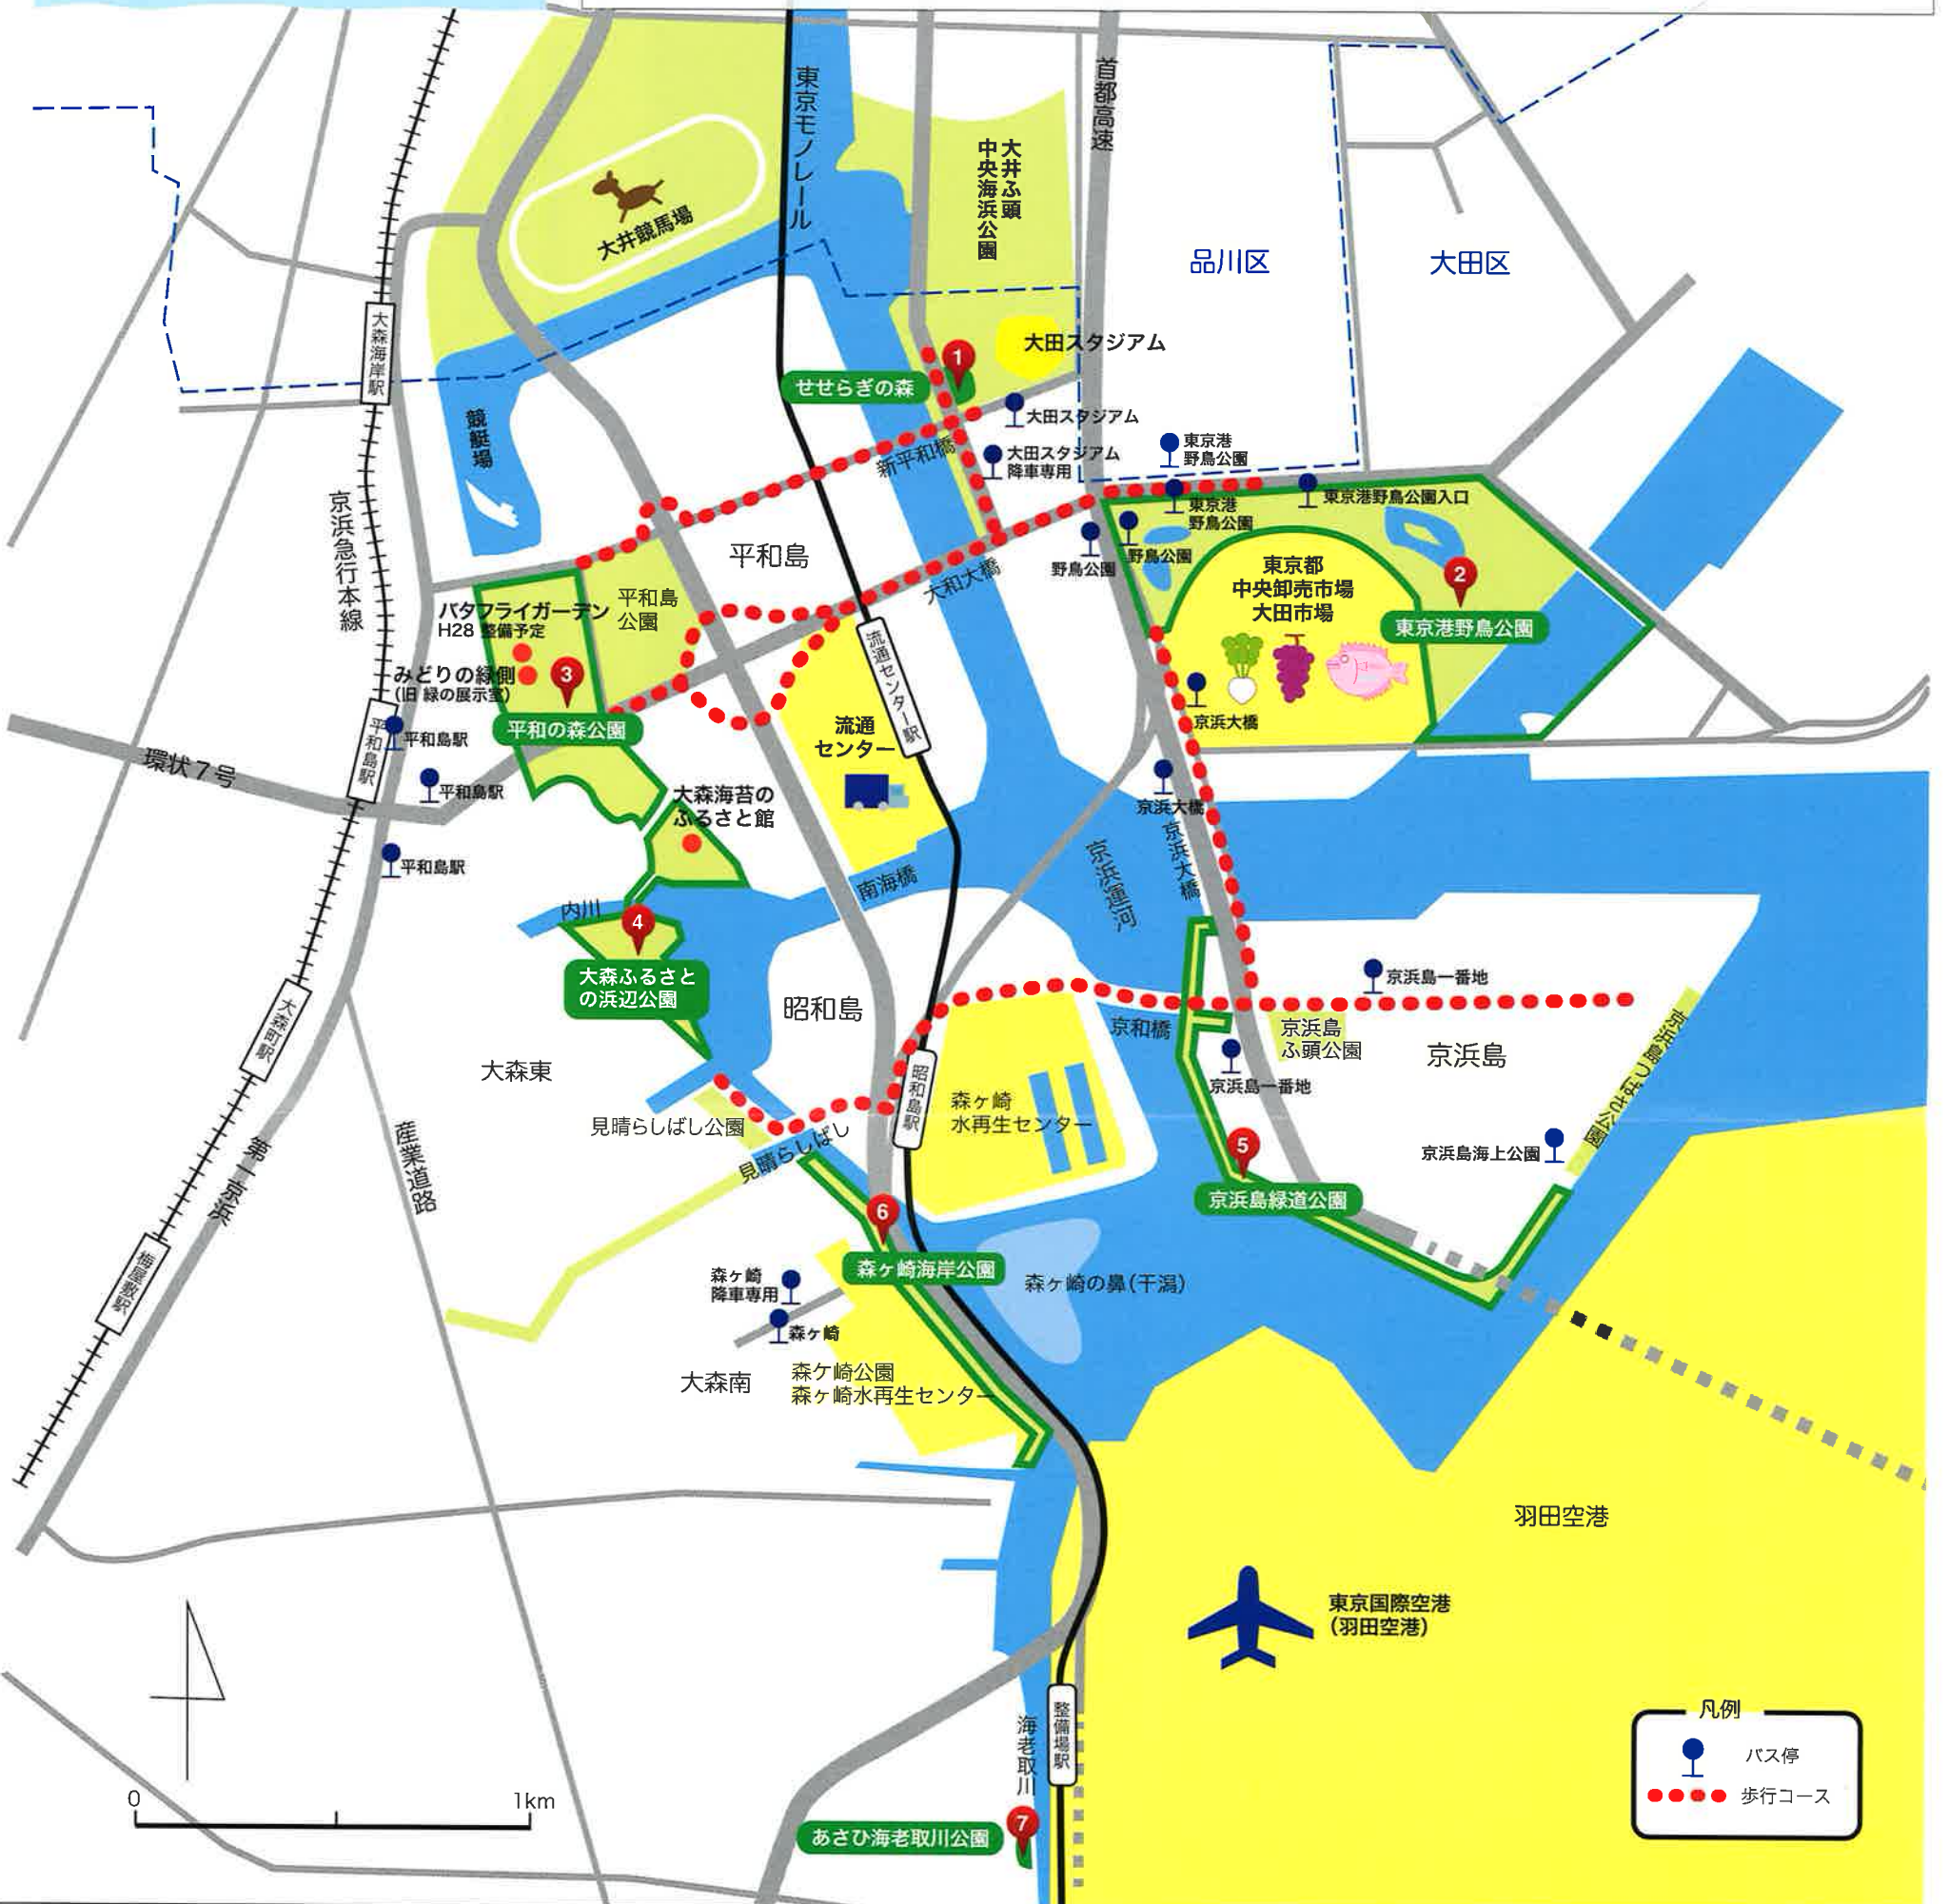 東京モノレール
首都高速
大井ふ頭
中央海浜公園
大井競馬場
品川区
大田区
大森海岸駅
大田スタジアム
1
せせらぎの森
大田スタジアム
競艇場
新平和橋
大田スタジアム
降車専用
東京港
野鳥公園
東京港野鳥公園入口
東京港
野鳥公園
京浜急行本線
平和島
野鳥公園
野鳥公園
大和大橋
東京都
中央卸売市場
大田市場
2
東京港野鳥公園
バタフライガーデン
H28 整備予定
平和島
公園
みどりの縁側
(旧 緑の展示室)
3
平和の森公園
流通センター駅
流通
センター
京浜大橋
平和島駅
平和島駅
環状7号
平和島駅
大森海苔の
ふるさと館
京浜大橋
京浜大橋
平和島駅
南海橋
京浜運河
内川
4
大森ふるさと
の浜辺公園
京浜島一番地
昭和島
京和橋
京浜島
ふ頭公園
京浜島
京浜島つばさ公園
大森町駅
大森東
京浜島一番地
昭和島駅
森ヶ崎
水再生センター
見晴らしばし公園
見晴らしばし
産業道路
第一京浜
京浜島海上公園
5
京浜島緑道公園
6
森ヶ崎海岸公園
梅屋敷駅
森ヶ崎
降車専用
森ヶ崎の鼻(干潟)
森ヶ崎
大森南
森ケ崎公園
森ヶ崎水再生センター
羽田空港
東京国際空港
(羽田空港)
整備場駅
海老取川
凡例
バス停
歩行コース
0
1km
7
あさひ海老取川公園